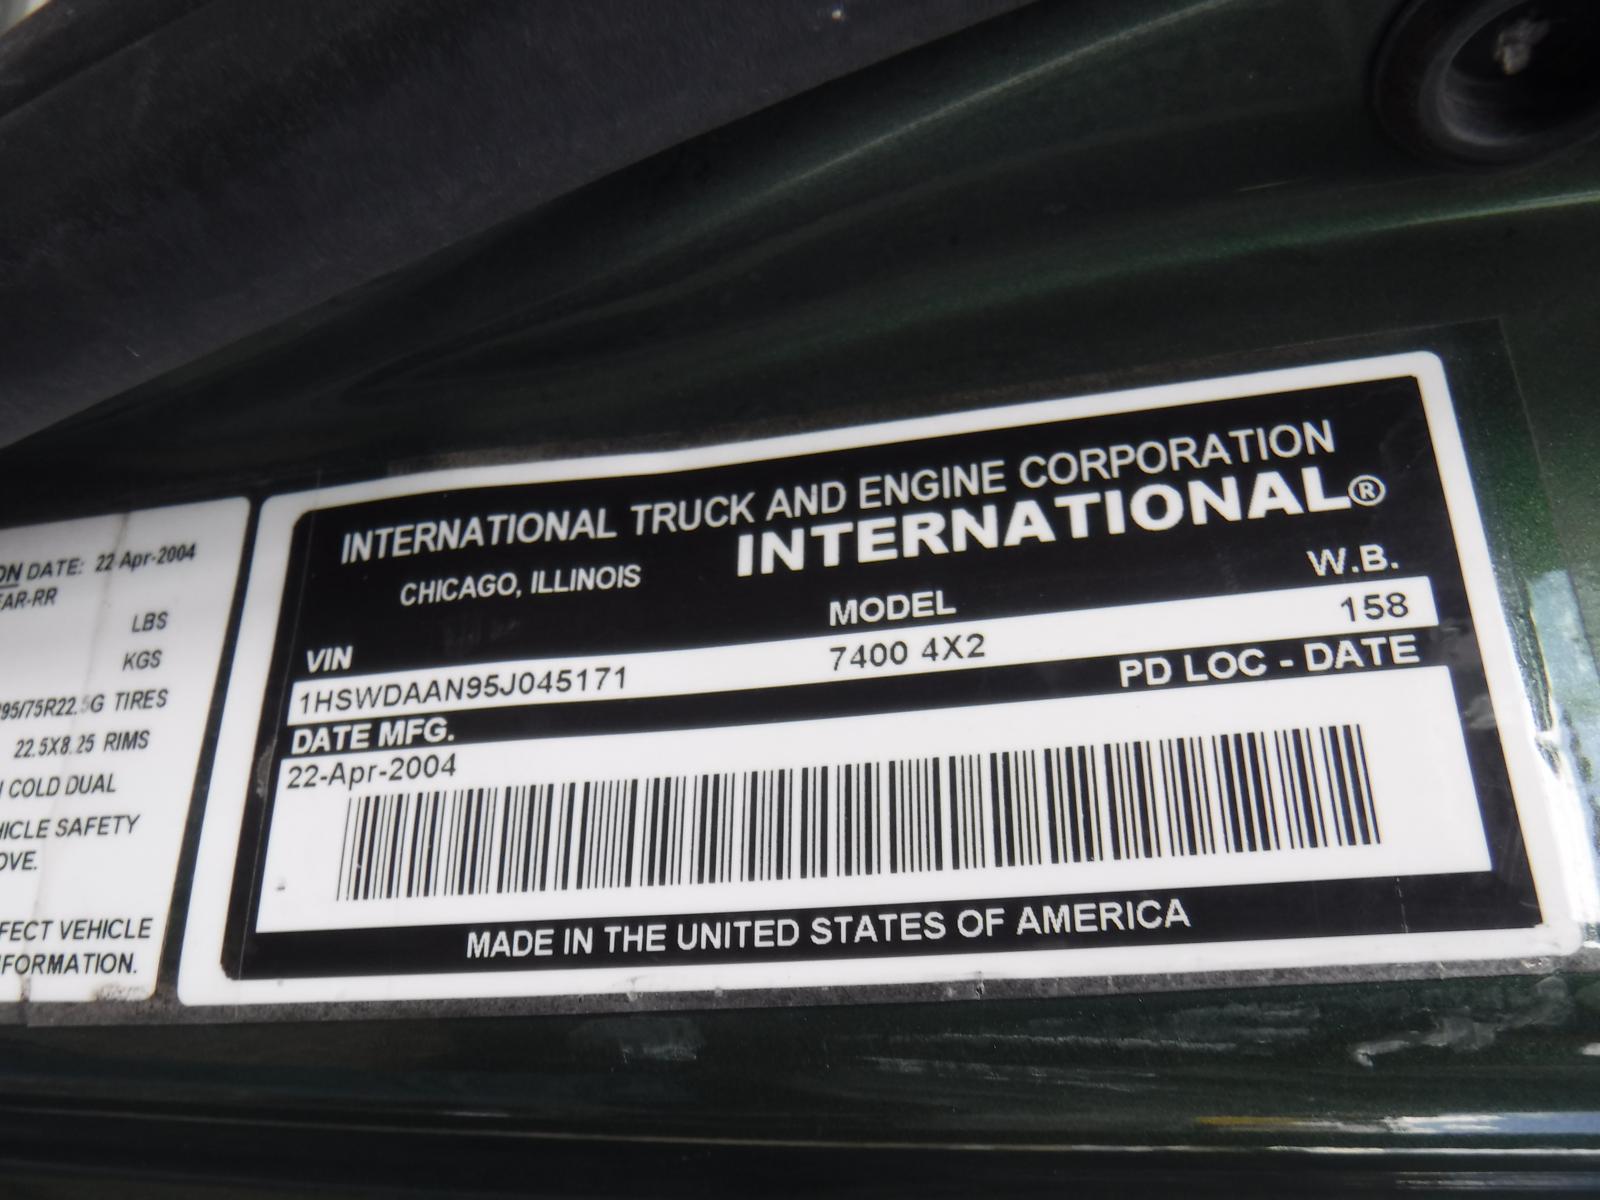 ON DATE: 22-Apr-2004
EAR-RR
LBS
KGS
95/75R22.5G TIRES
22.5X8.25 RIMS
COLD DUAL
HICLE SAFETY
OVE.
FECT VEHICLE
FORMATION.
INTERNATIONAL TRUCK AND ENGINE CORPORATION
CHICAGO, ILLINOIS INTERNATIONAL®
VIN MODEL W.B.
1HSWDAAN95J045171 7400 4X2 158
DATE MFG. PD LOC - DATE
22-Apr-2004
MADE IN THE UNITED STATES OF AMERICA